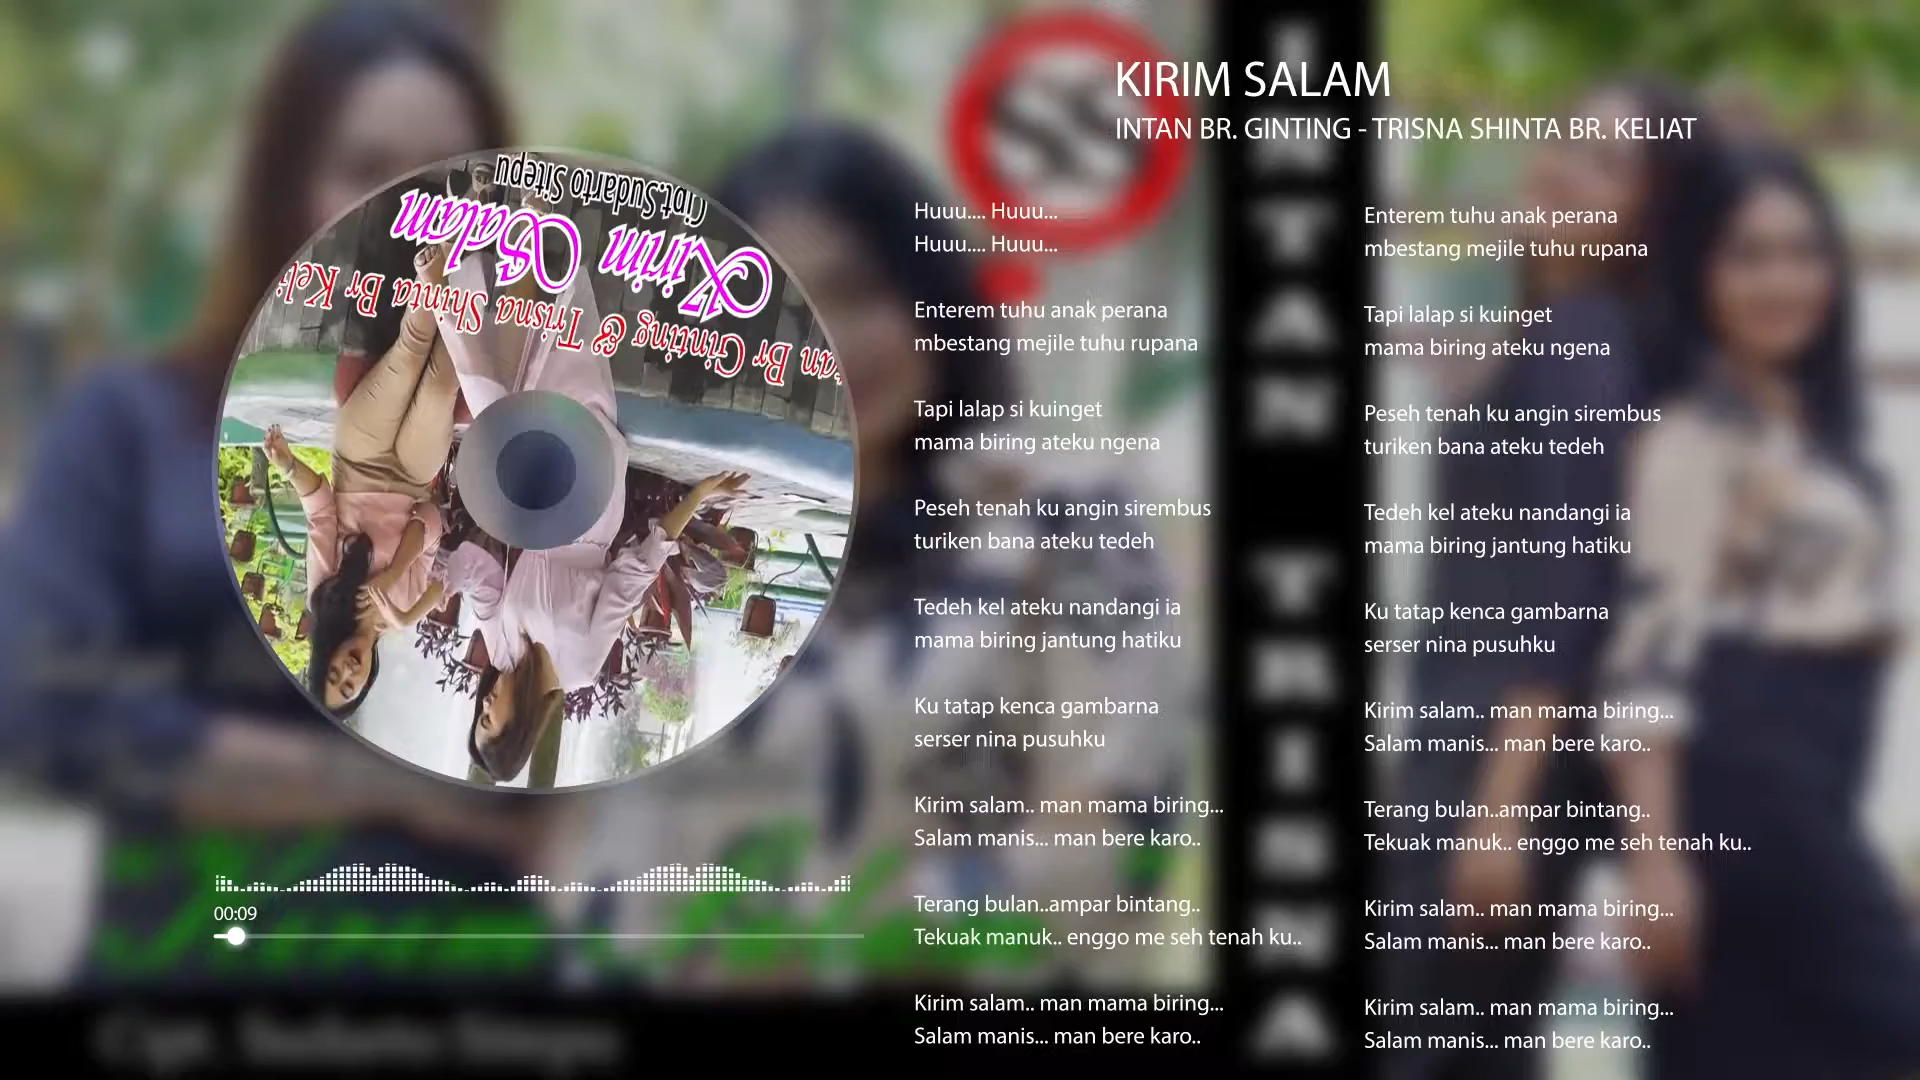 KIRIM SALAM
INTAN BR. GINTING - TRISNA SHINTA BR. KELIAT
Cipt.Sudarto Sitepu
Kirim Salam
an Br Ginting & Trisna Shinta Br Keli
Huuu.... Huuu...
Huuu.... Huuu...
Enterem tuhu anak perana
mbestang mejile tuhu rupana
Tapi lalap si kuinget
mama biring ateku ngena
Peseh tenah ku angin sirembus
turiken bana ateku tedeh
Tedeh kel ateku nandangi ia
mama biring jantung hatiku
Ku tatap kenca gambarna
serser nina pusuhku
Kirim salam.. man mama biring...
Salam manis... man bere karo..
Terang bulan..ampar bintang..
Tekuak manuk.. enggo me seh tenah ku..
Kirim salam.. man mama biring...
Salam manis... man bere karo..
Enterem tuhu anak perana
mbestang mejile tuhu rupana
Tapi lalap si kuinget
mama biring ateku ngena
Peseh tenah ku angin sirembus
turiken bana ateku tedeh
Tedeh kel ateku nandangi ia
mama biring jantung hatiku
Ku tatap kenca gambarna
serser nina pusuhku
Kirim salam.. man mama biring...
Salam manis... man bere karo..
Terang bulan..ampar bintang..
Tekuak manuk.. enggo me seh tenah ku..
Kirim salam.. man mama biring...
Salam manis... man bere karo..
Kirim salam.. man mama biring...
Salam manis... man bere karo..
00:09
INTAN TRISNA